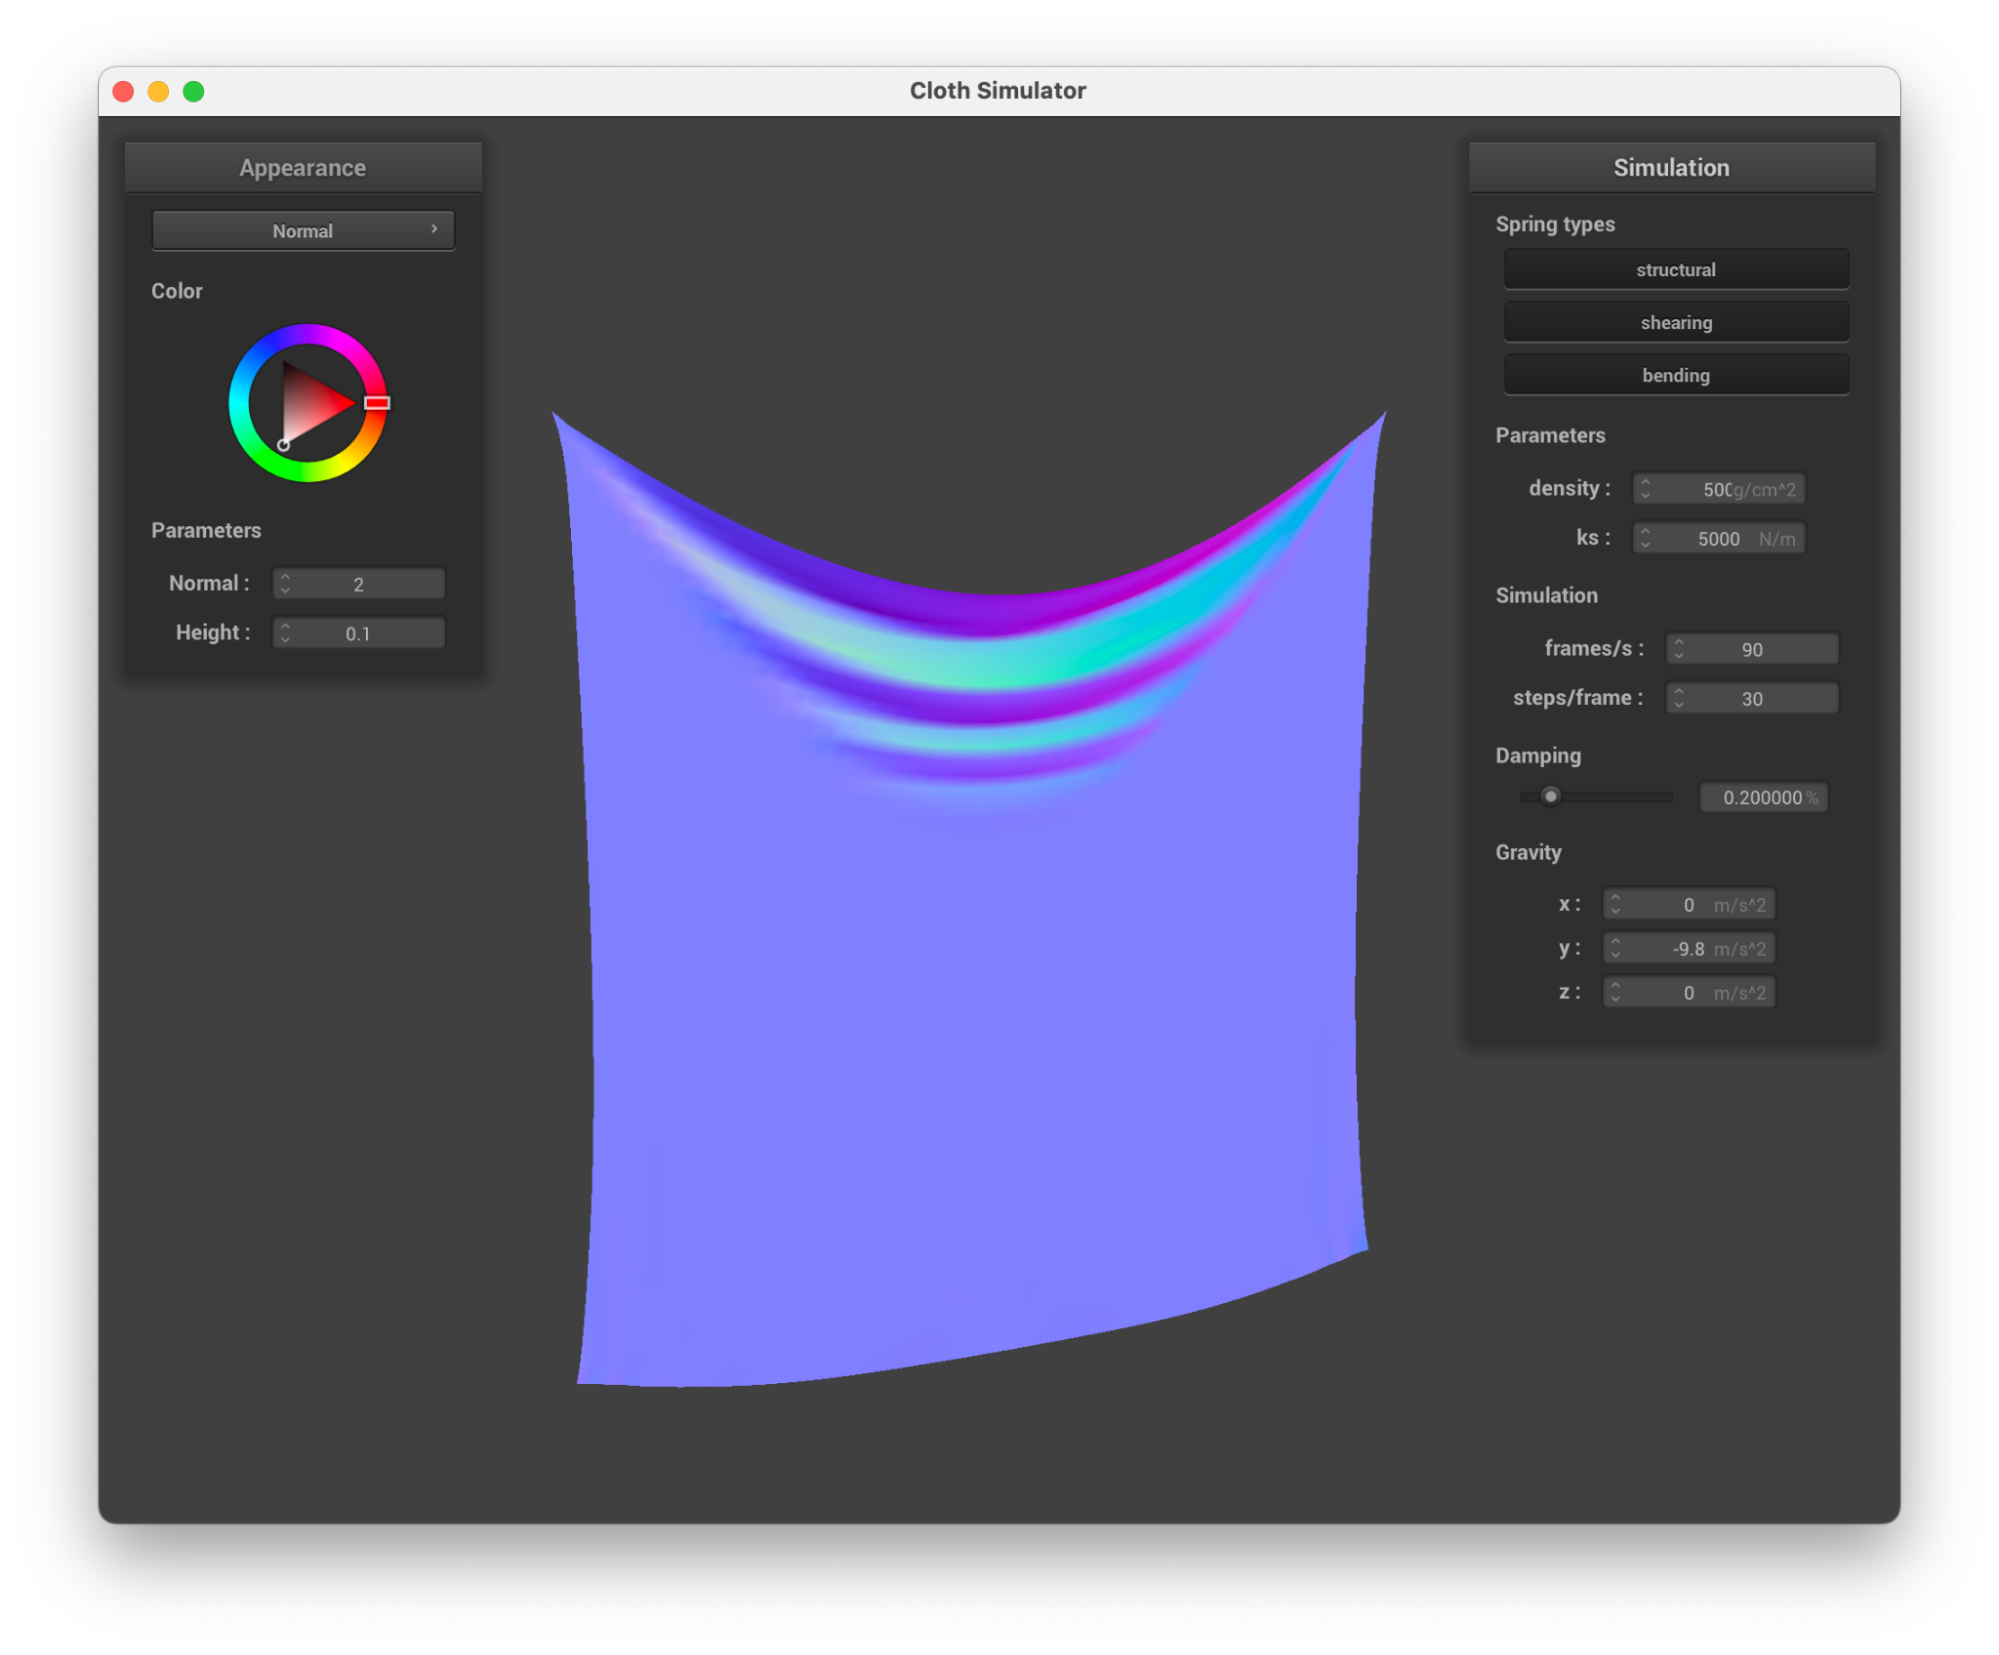 Cloth Simulator
Appearance
Normal
Color
Parameters
Normal : 2
Height : 0.1
Simulation
Spring types
structural
shearing
bending
Parameters
density : 500g/cm^2
ks : 5000 N/m
Simulation
frames/s : 90
steps/frame : 30
Damping
0.200000 %
Gravity
x : 0 m/s^2
y : -9.8 m/s^2
z : 0 m/s^2